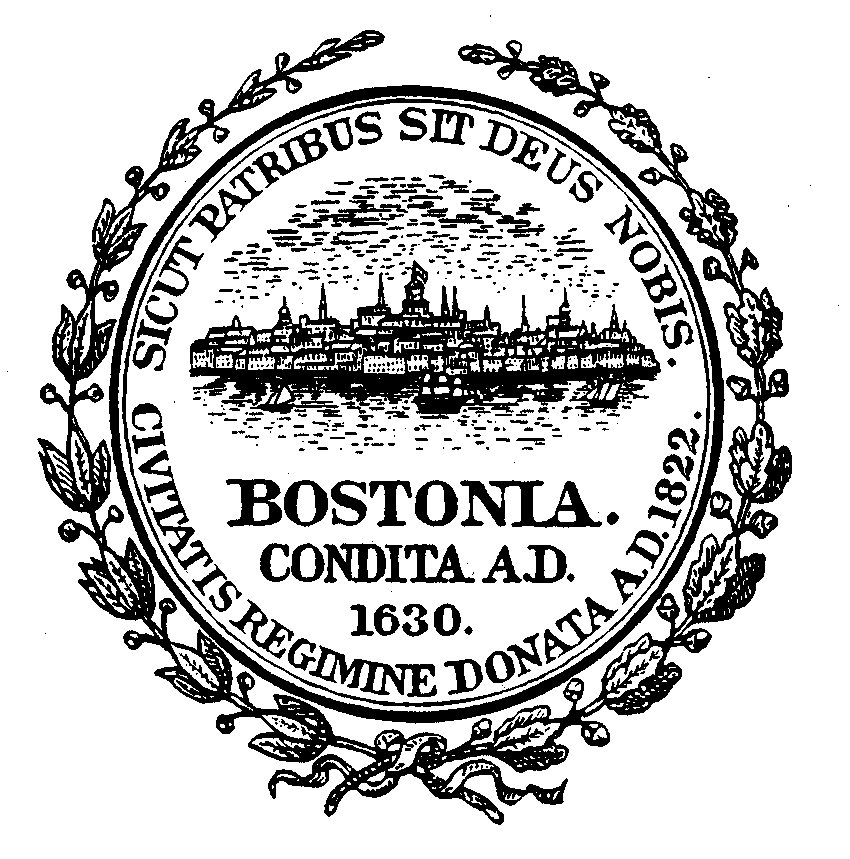 SICUT PATRIBUS SIT DEUS NOBIS.
BOSTONIA.
CONDITA A.D.
1630.
CIVITATIS REGIMINE DONATA A.D. 1822.